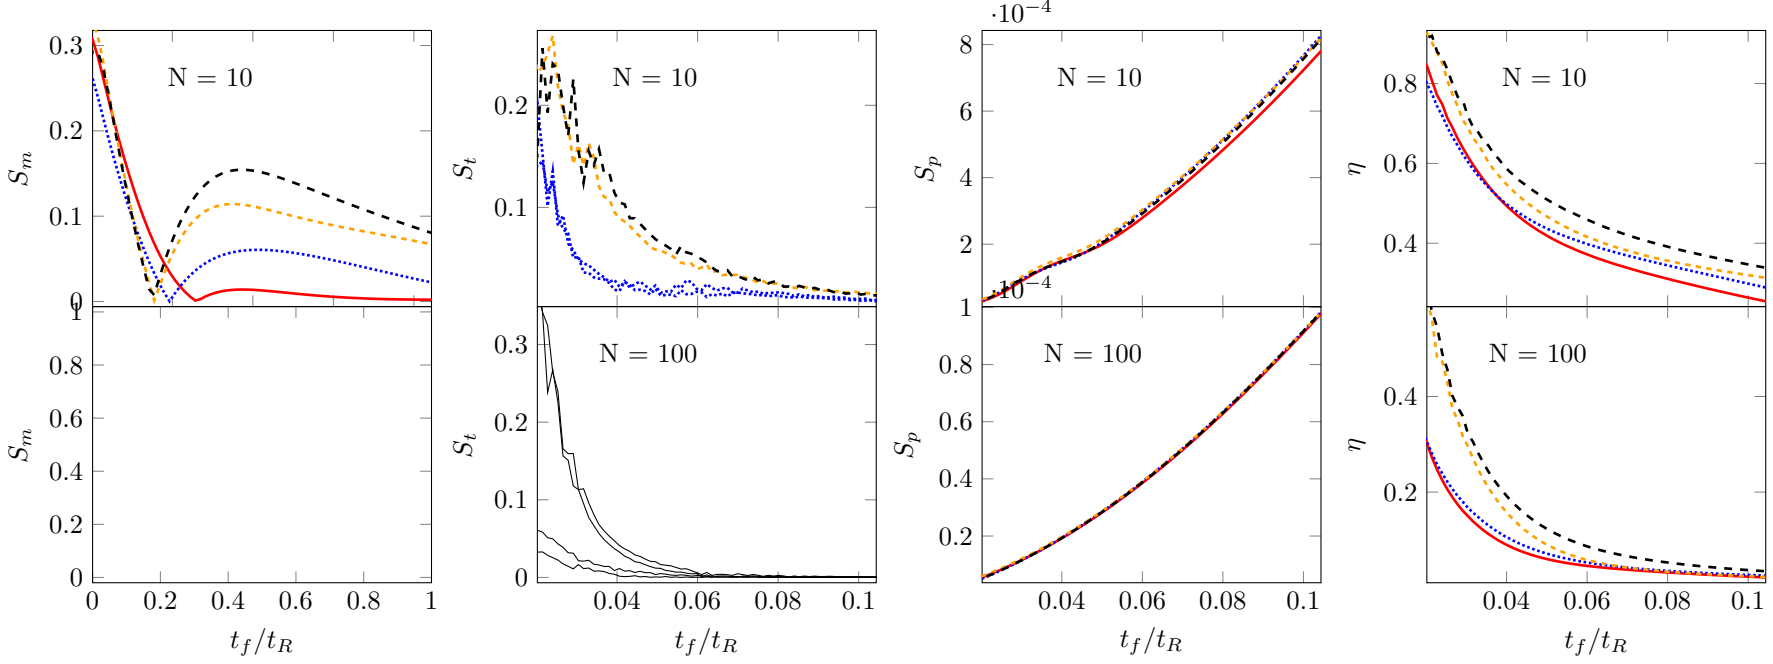 ·10⁻⁴
0.3
0.2
0.1
0
S_m
N = 10
0.2
0.1
S_t
N = 10
8
6
4
2
S_p
N = 10
0.8
0.6
0.4
η
N = 10
1
0.8
0.6
0.4
0.2
0
S_m
0 0.2 0.4 0.6 0.8 1
t_f/t_R
0.3
0.2
0.1
0
S_t
N = 100
0.04 0.06 0.08 0.1
t_f/t_R
·10⁻⁴
1
0.8
0.6
0.4
0.2
S_p
N = 100
0.04 0.06 0.08 0.1
t_f/t_R
0.4
0.2
η
N = 100
0.04 0.06 0.08 0.1
t_f/t_R